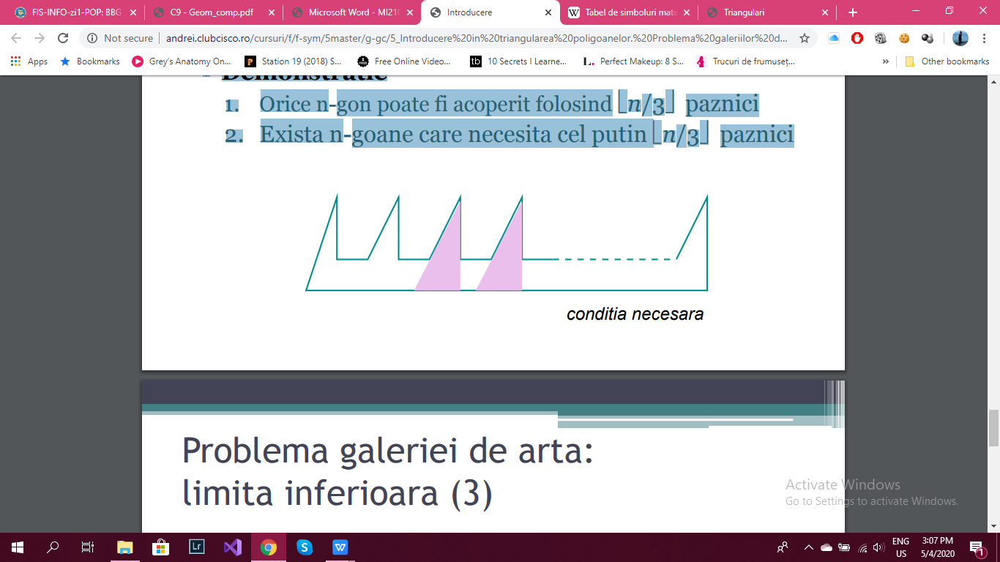 FIS-INFO-zi1-POP: BBG
C9 - Geom_comp.pdf
Microsoft Word - MI210
Introducere
Tabel de simboluri mate
Triangulari
Not secure
andrei.clubcisco.ro/cursuri/f/f-sym/5master/g-gc/5_Introducere%20in%20triangularea%20poligoanelor.%20Problema%20galeriilor%20d...
Apps
Bookmarks
Grey's Anatomy On...
Station 19 (2018) S...
Free Online Video...
tb 10 Secrets I Learne...
L. Perfect Makeup: 8 S...
Trucuri de frumuseț...
»
Other bookmarks
Demonstratie
1. Orice n-gon poate fi acoperit folosind ⌊n/3⌋ paznici
2. Exista n-goane care necesita cel putin ⌊n/3⌋ paznici
conditia necesara
Problema galeriei de arta:
limita inferioara (3)
Activate Windows
Go to Settings to activate Windows.
Lr
ENG
US
3:07 PM
5/4/2020
1